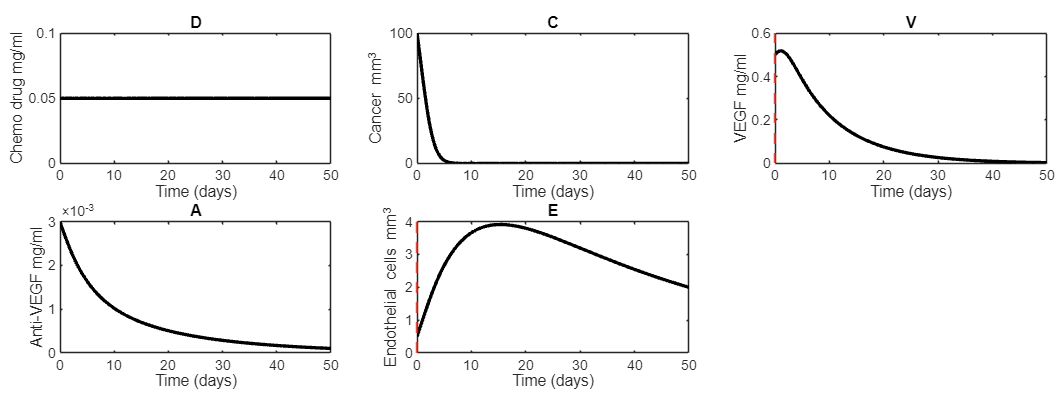 D
Chemo drug mg/ml
0.1
0.05
0
0 10 20 30 40 50
Time (days)
C
Cancer mm³
100
50
0
0 10 20 30 40 50
Time (days)
V
VEGF mg/ml
0.6
0.4
0.2
0
0 10 20 30 40 50
Time (days)
A
×10⁻³
Anti-VEGF mg/ml
3
2
1
0
0 10 20 30 40 50
Time (days)
E
Endothelial cells mm³
4
3
2
1
0
0 10 20 30 40 50
Time (days)